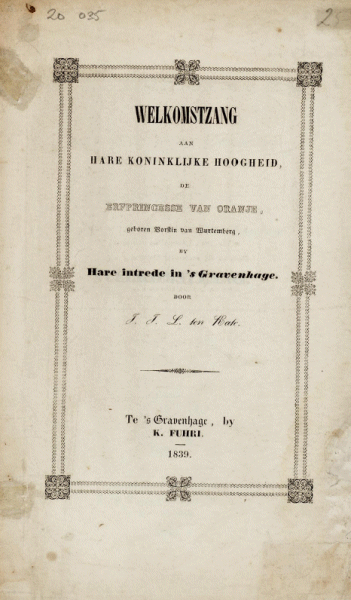 20 035
25
WELKOMSTZANG
AAN
HARE KONINKLIJKE HOOGHEID,
DE
ERFPRINCESSE VAN ORANJE,
geboren Vorstin van Wurtemberg,
BY
Hare intrede in 's Gravenhage.
DOOR
J. J. L. ten Kate.
Te 's Gravenhage, by
K. FUHRI.
1839.